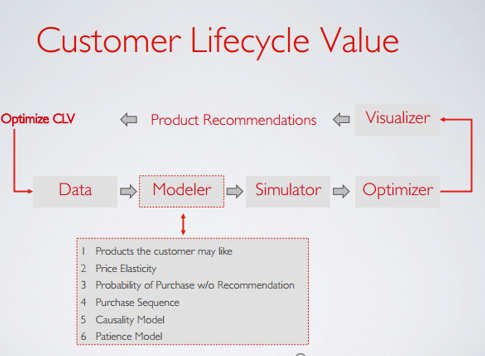 Customer Lifecycle Value
Optimize CLV
Product Recommendations
Visualizer
Data
Modeler
Simulator
Optimizer
1 Products the customer may like
2 Price Elasticity
3 Probability of Purchase w/o Recommendation
4 Purchase Sequence
5 Causality Model
6 Patience Model